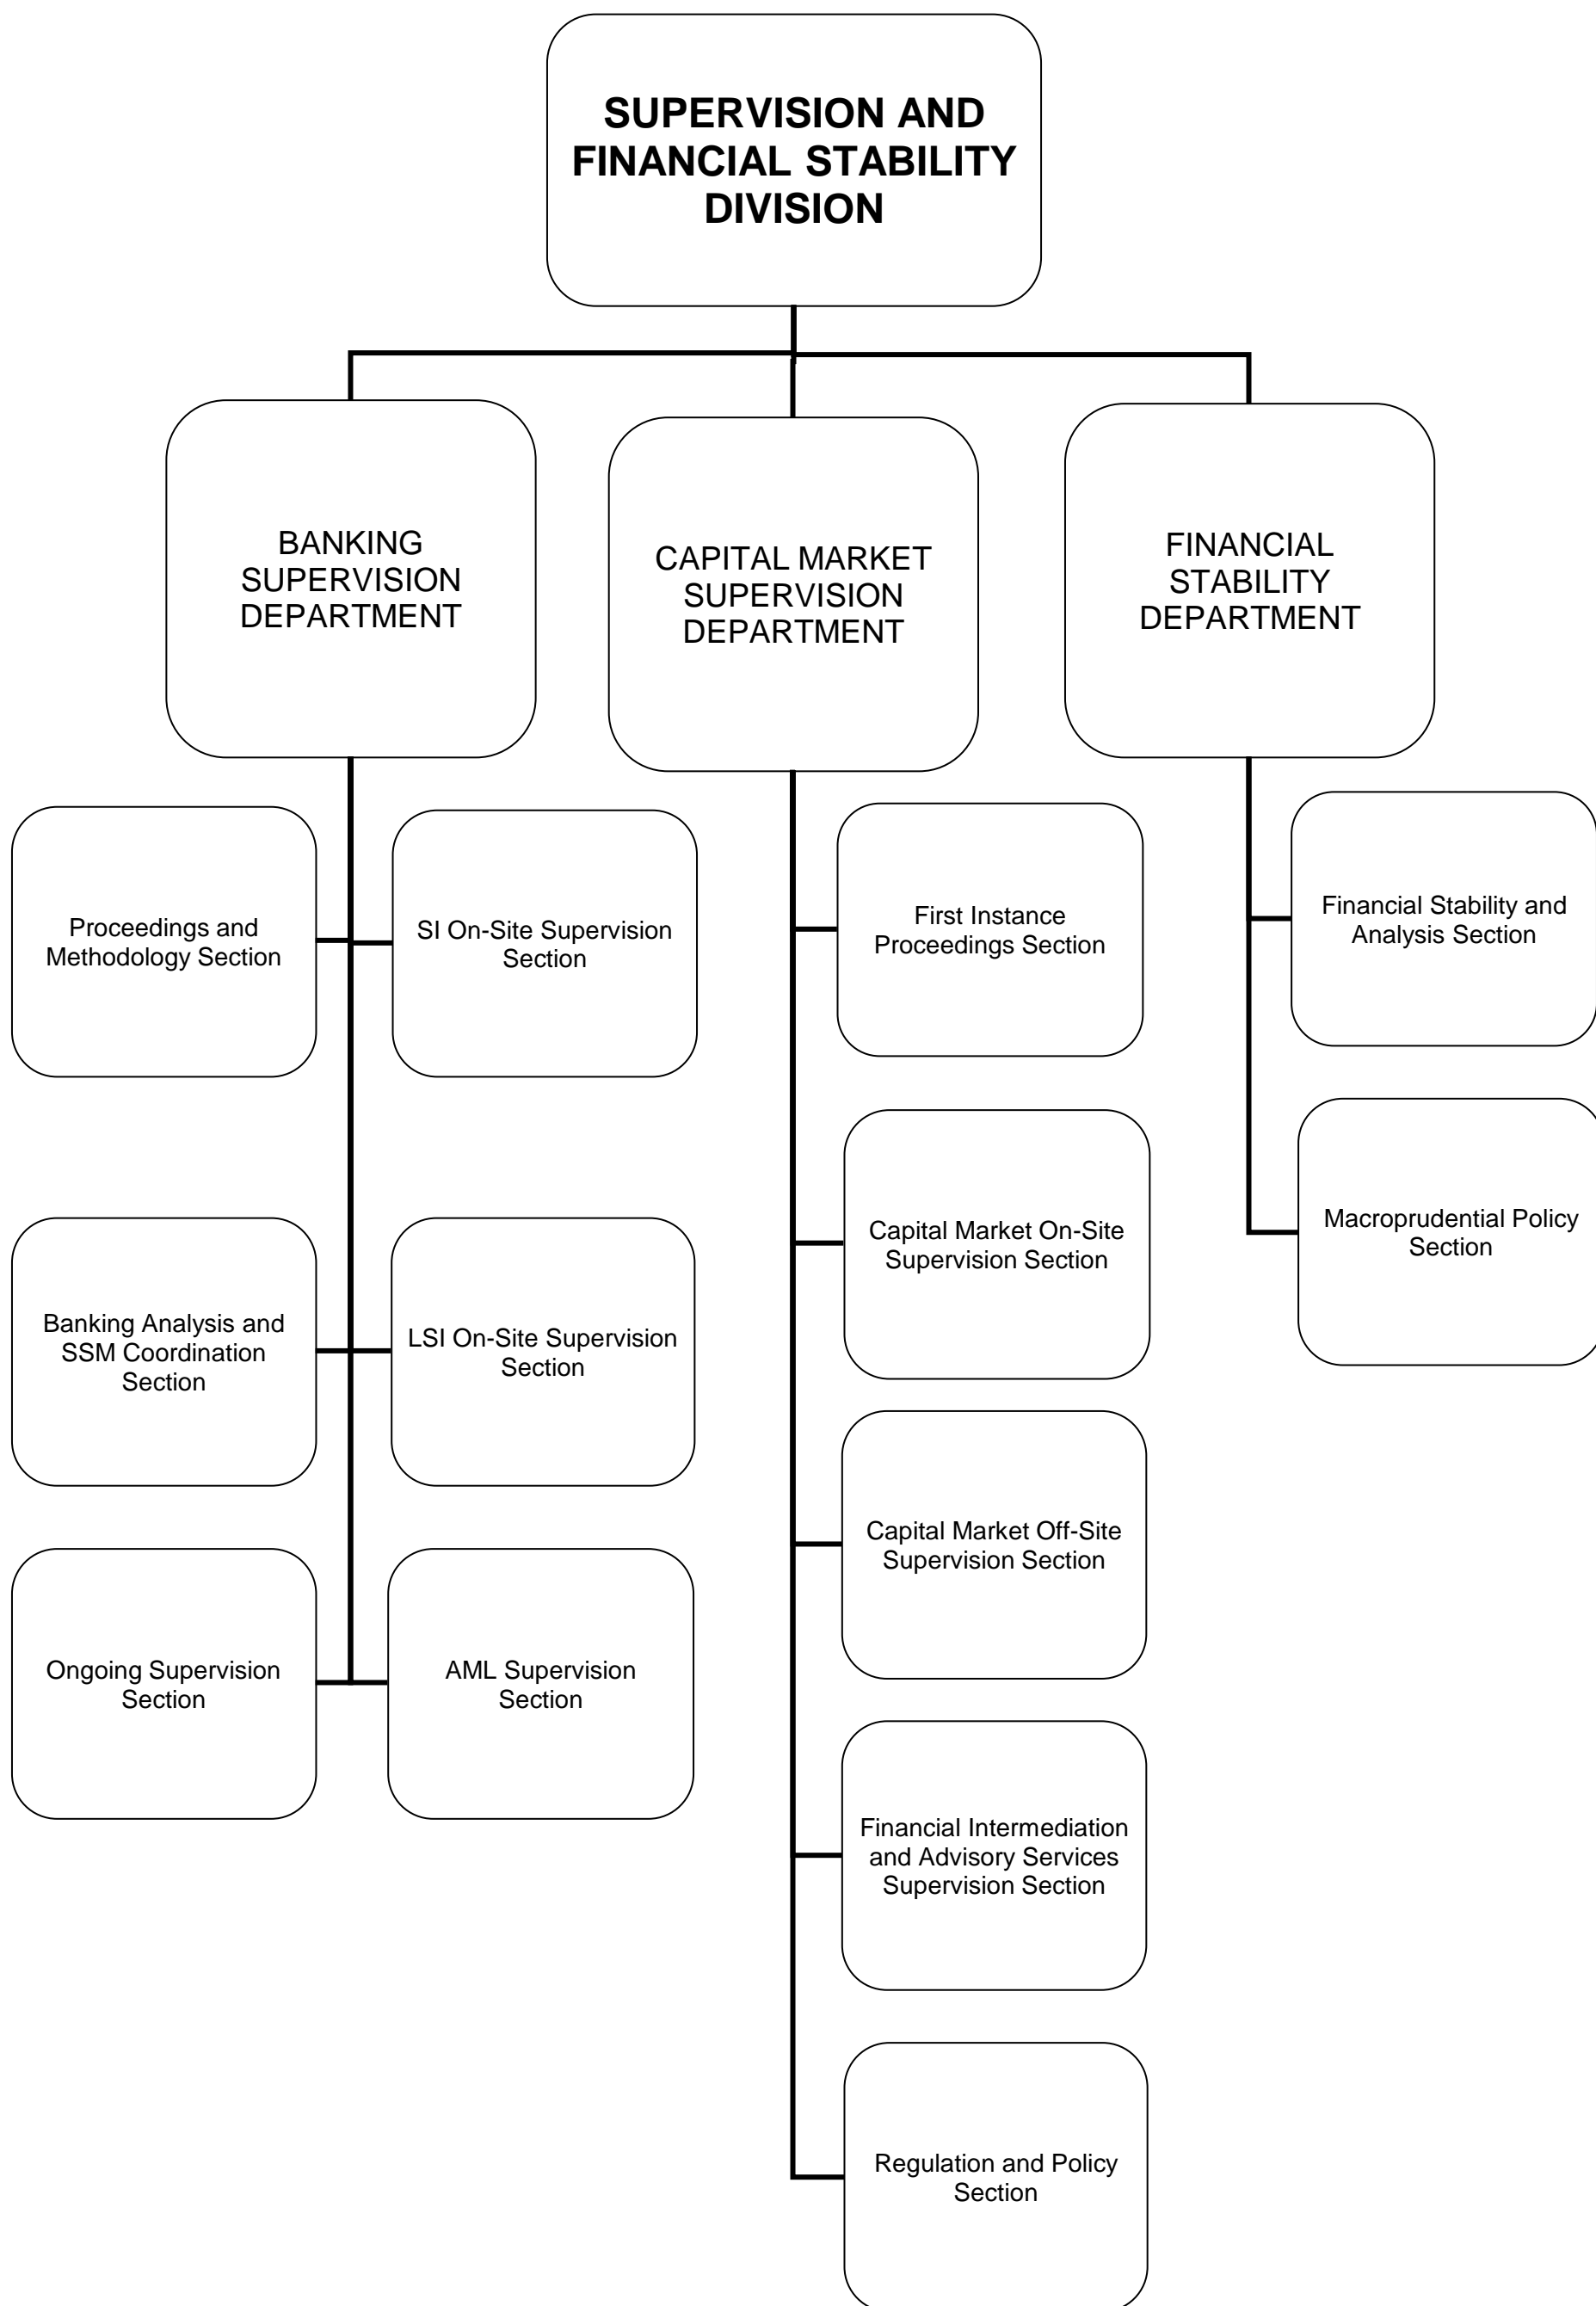 SUPERVISION AND
FINANCIAL STABILITY
DIVISION
BANKING
SUPERVISION
DEPARTMENT
CAPITAL MARKET
SUPERVISION
DEPARTMENT
FINANCIAL
STABILITY
DEPARTMENT
Proceedings and
Methodology Section
SI On-Site Supervision
Section
First Instance
Proceedings Section
Financial Stability and
Analysis Section
Capital Market On-Site
Supervision Section
Macroprudential Policy
Section
Banking Analysis and
SSM Coordination
Section
LSI On-Site Supervision
Section
Capital Market Off-Site
Supervision Section
Ongoing Supervision
Section
AML Supervision
Section
Financial Intermediation
and Advisory Services
Supervision Section
Regulation and Policy
Section